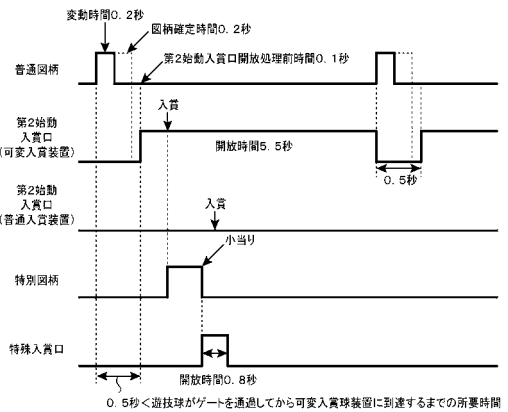 変動時間0.2秒
図柄確定時間0.2秒
第2始動入賞口開放処理前時間0.1秒
普通図柄
入賞
第2始動
入賞口
(可変入賞装置)
開放時間5.5秒
0.5秒
第2始動
入賞口
(普通入賞装置)
入賞
小当り
特別図柄
特殊入賞口
開放時間0.8秒
0.5秒<遊技球がゲートを通過してから可変入賞球装置に到達するまでの所要時間